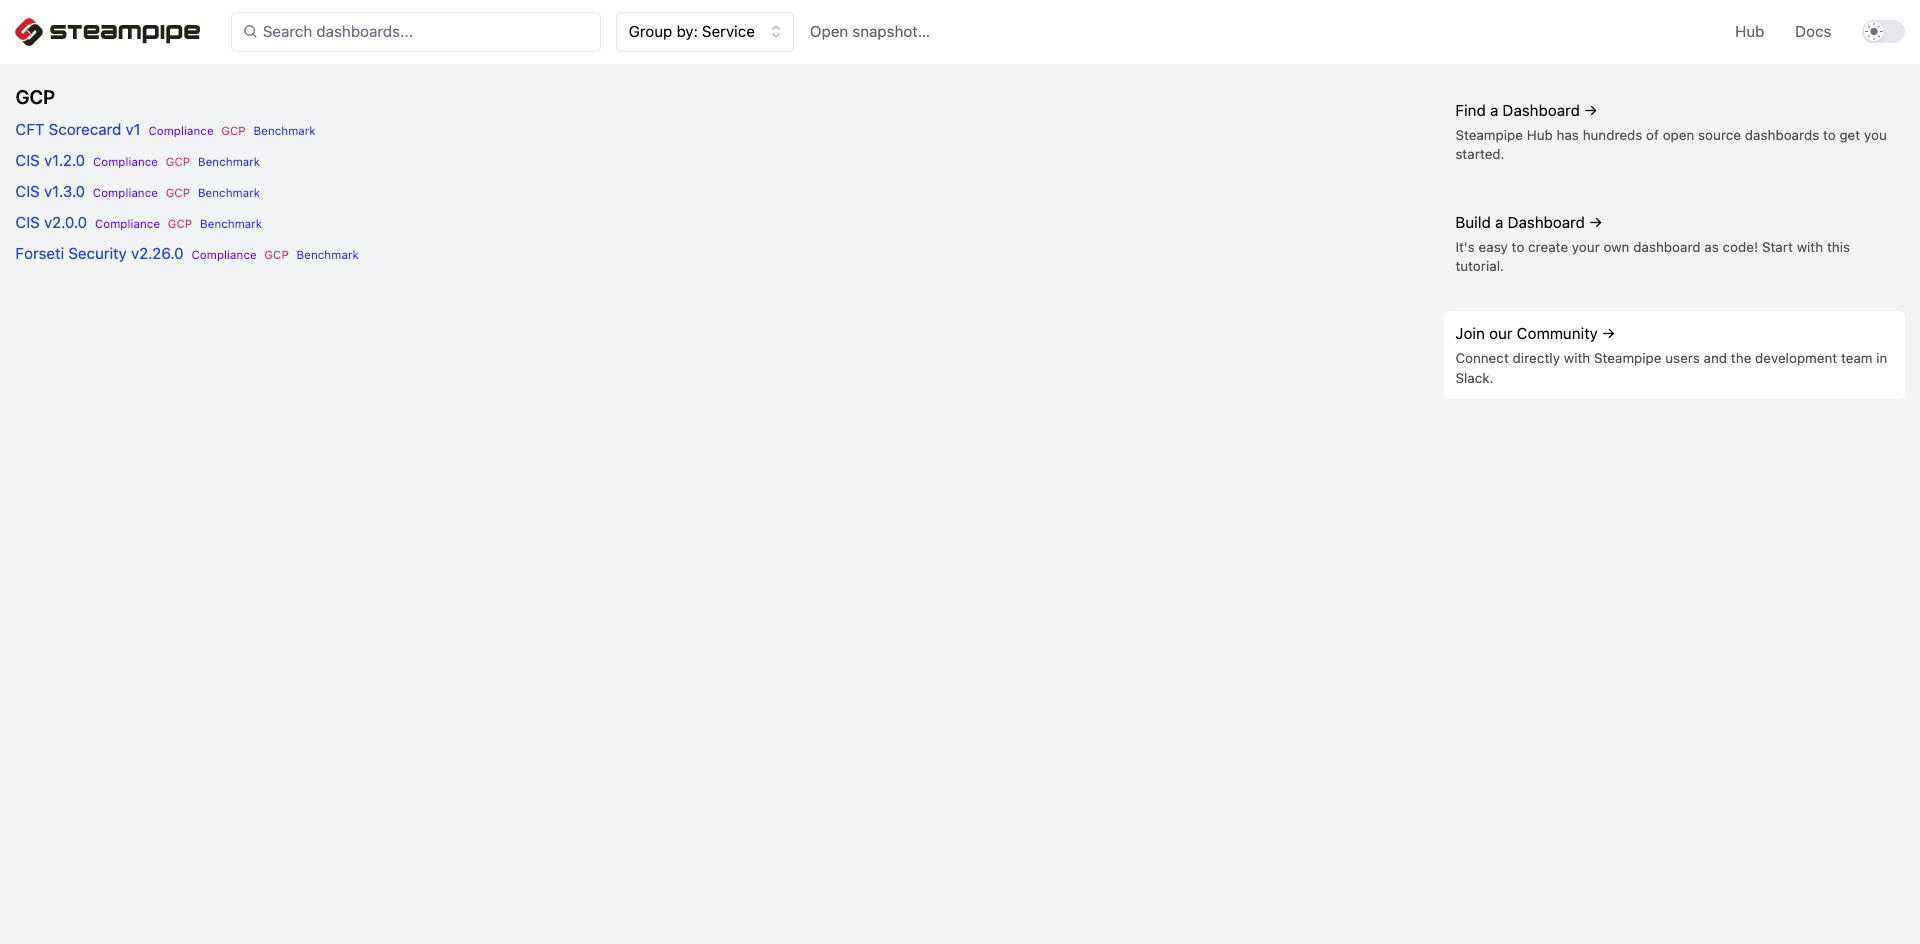 steampipe
Search dashboards...
Group by: Service
Open snapshot...
Hub
Docs
GCP
CFT Scorecard v1 Compliance GCP Benchmark
CIS v1.2.0 Compliance GCP Benchmark
CIS v1.3.0 Compliance GCP Benchmark
CIS v2.0.0 Compliance GCP Benchmark
Forseti Security v2.26.0 Compliance GCP Benchmark
Find a Dashboard →
Steampipe Hub has hundreds of open source dashboards to get you
started.
Build a Dashboard →
It's easy to create your own dashboard as code! Start with this
tutorial.
Join our Community →
Connect directly with Steampipe users and the development team in
Slack.